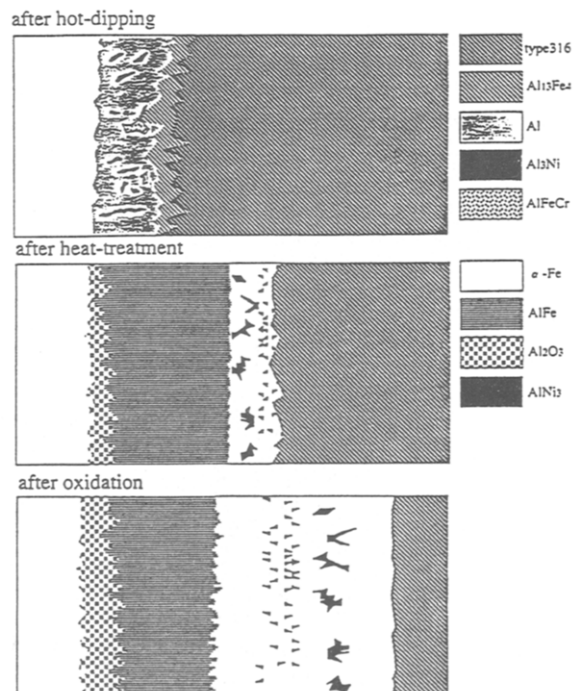 after hot-dipping
type316
Al13Fe4
Al
Al3Ni
AlFeCr
after heat-treatment
α-Fe
AlFe
Al2O3
AlNi3
after oxidation